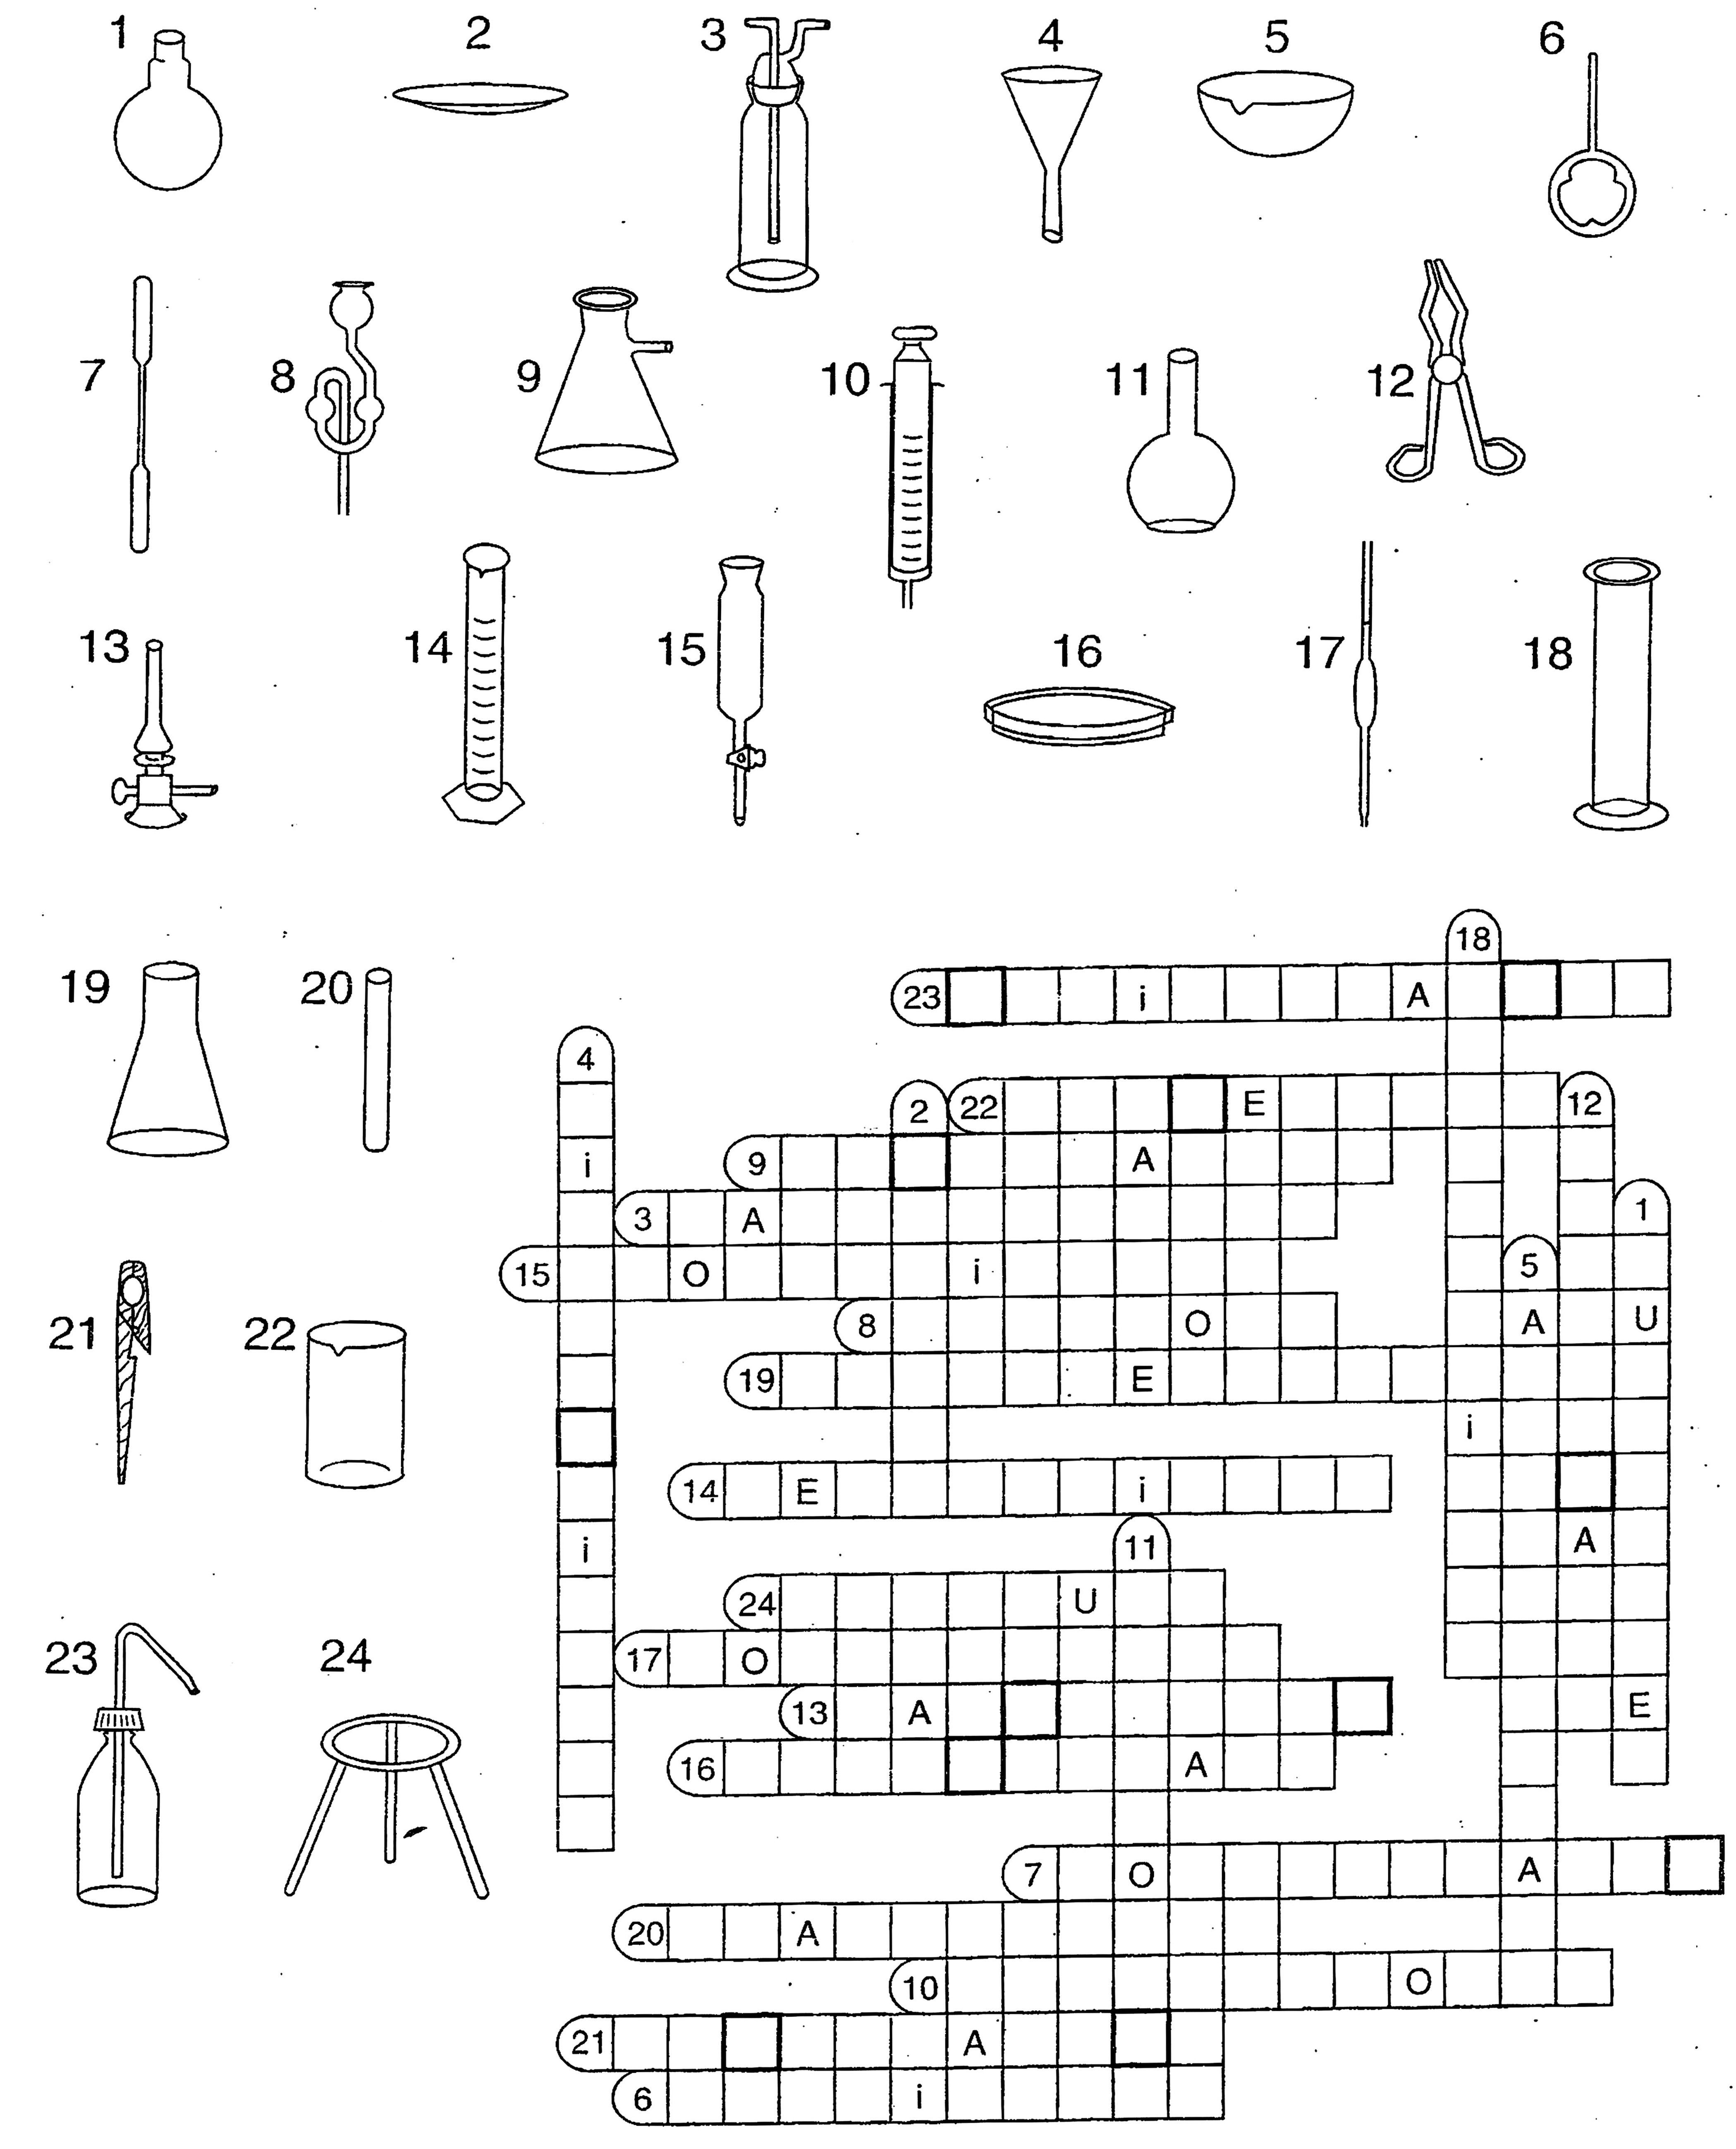 1 2 3 4 5 6
7 8 9 10 11 12
13 14 15 16 17 18
19 20
18
23 i A
4
2 22 E 12
i 9 A
3 A 1
15 O i 5
21 22
8 O A U
19 E
i
14 E i
i 11 A
24 U
23 24
17 O
13 A E
16 A
7 O A
20 A
10 O
21 A
6 i